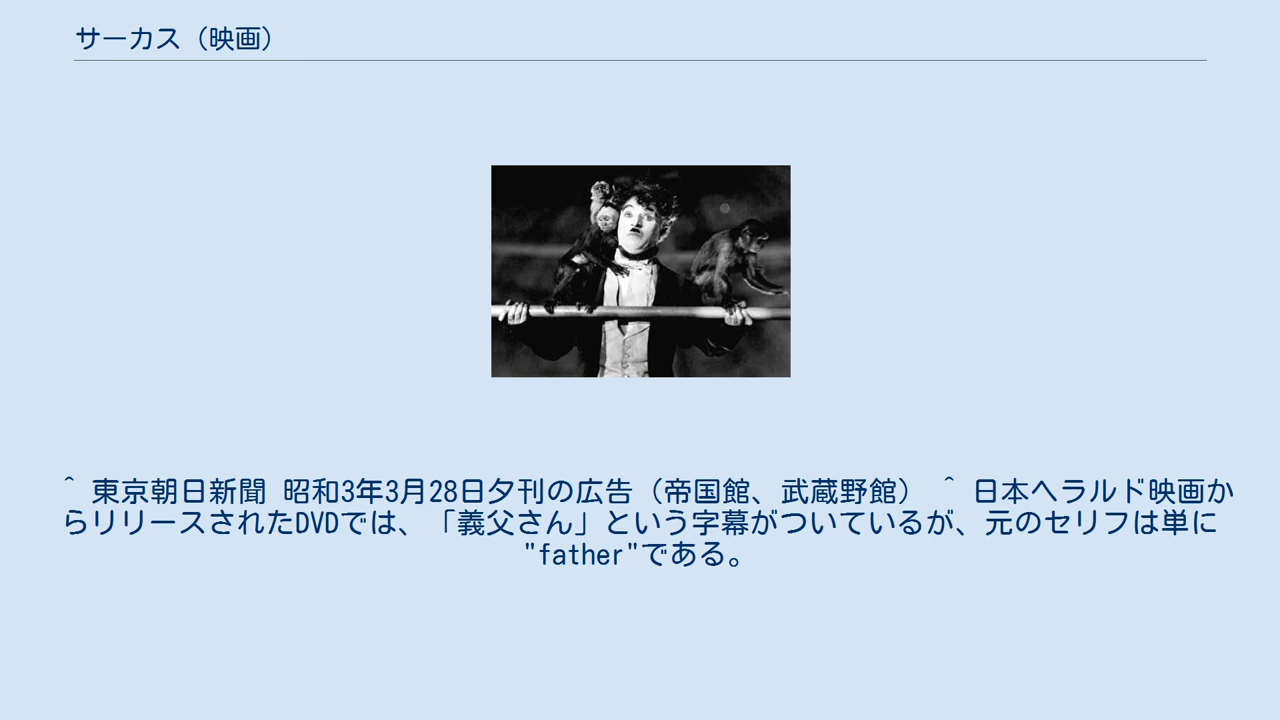 サーカス（映画）
^ 東京朝日新聞 昭和3年3月28日夕刊の広告（帝国館、武蔵野館） ^ 日本ヘラルド映画か
らリリースされたDVDでは、「義父さん」という字幕がついているが、元のセリフは単に
"father"である。